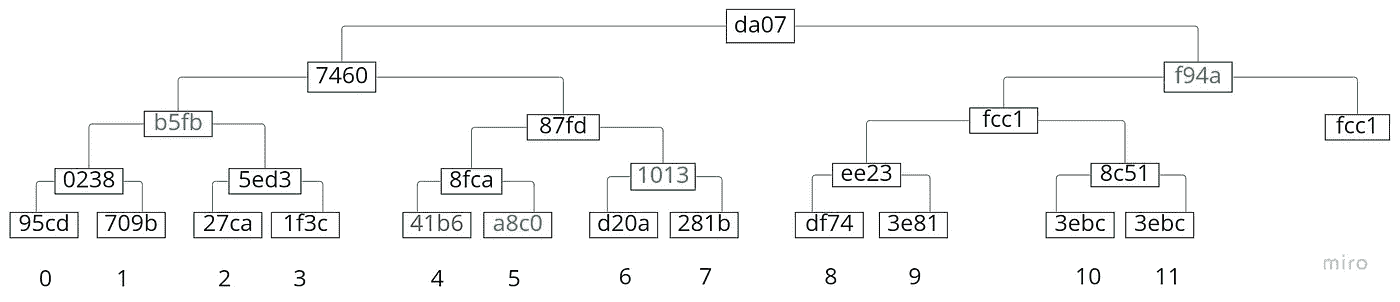 da07
7460 f94a
b5fb 87fd fcc1 fcc1
0238 5ed3 8fca 1013 ee23 8c51
95cd 709b 27ca 1f3c 41b6 a8c0 d20a 281b df74 3e81 3ebc 3ebc
0 1 2 3 4 5 6 7 8 9 10 11
miro